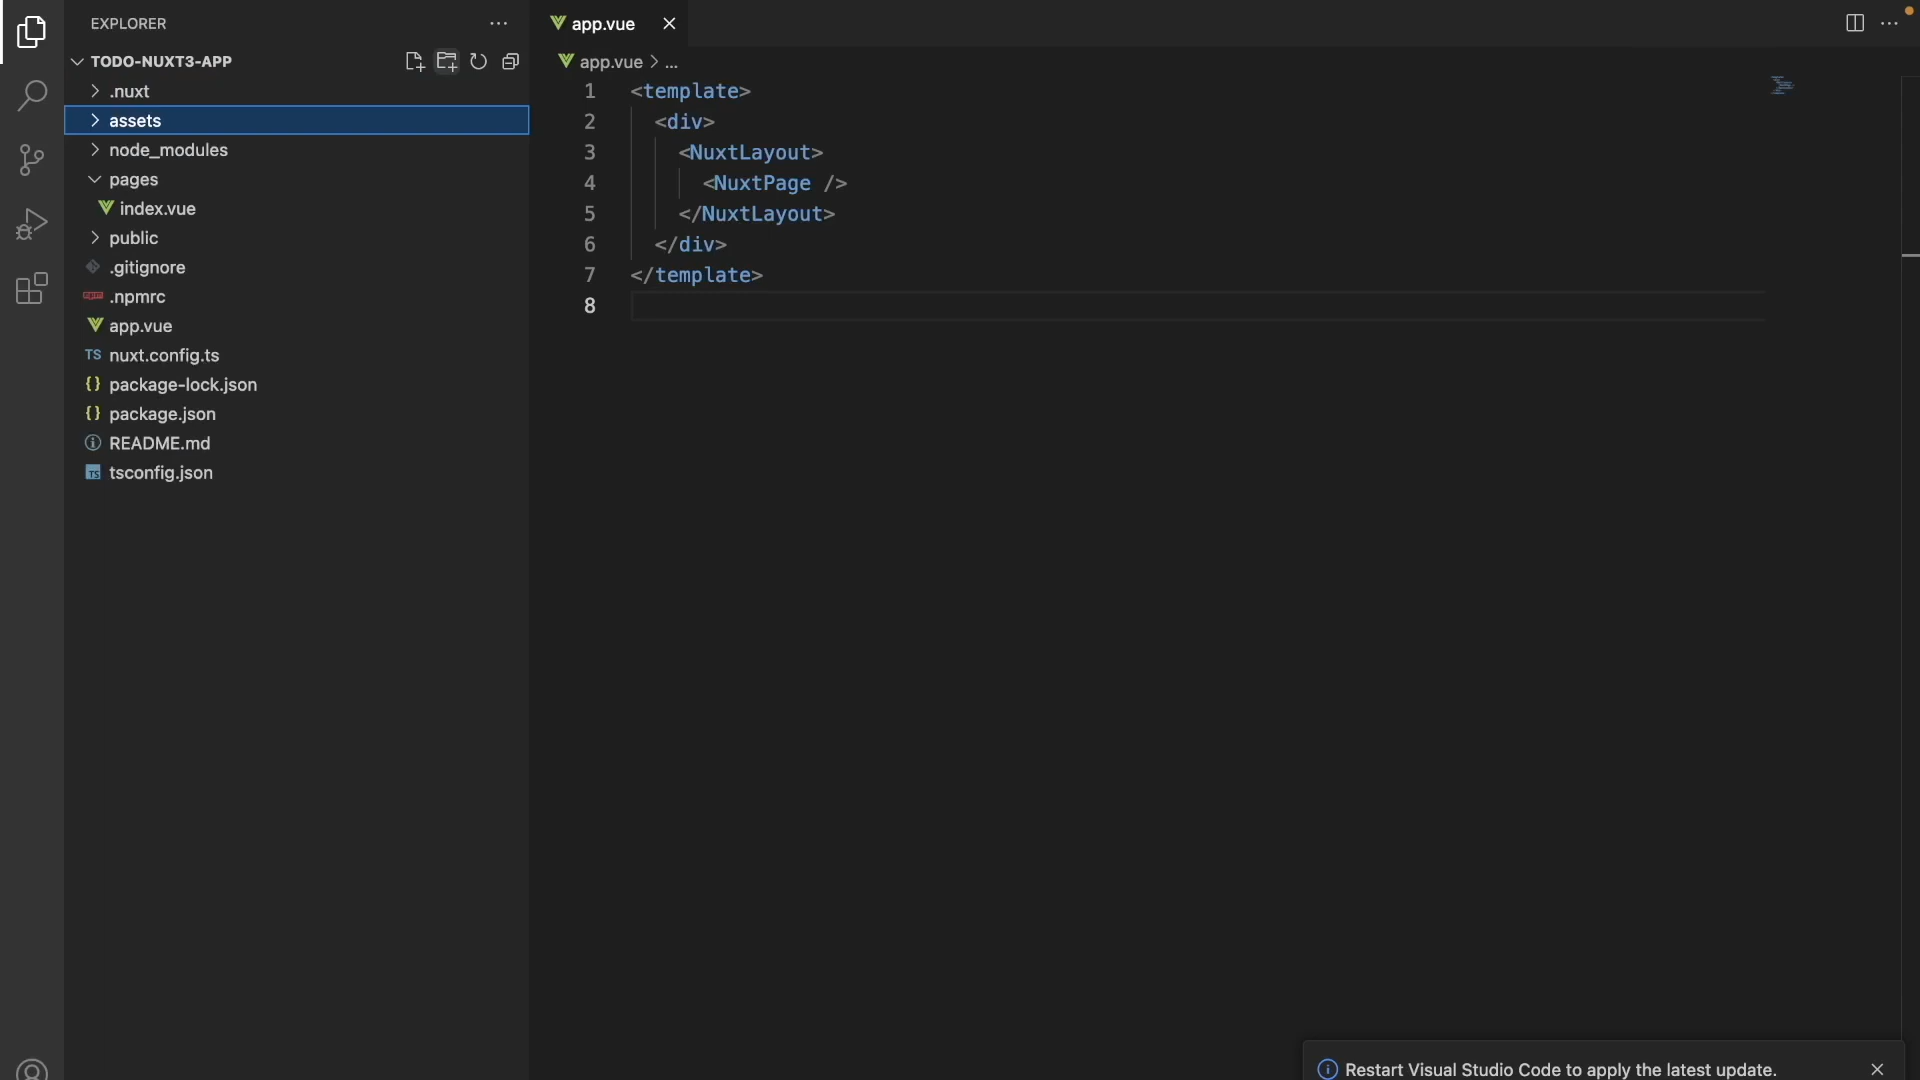 EXPLORER
TODO-NUXT3-APP
.nuxt
assets
node_modules
pages
index.vue
public
.gitignore
.npmrc
app.vue
TS nuxt.config.ts
{} package-lock.json
{} package.json
README.md
TS tsconfig.json
app.vue
app.vue > ...
1 <template>
2 <div>
3 <NuxtLayout>
4 <NuxtPage />
5 </NuxtLayout>
6 </div>
7 </template>
8
Restart Visual Studio Code to apply the latest update.